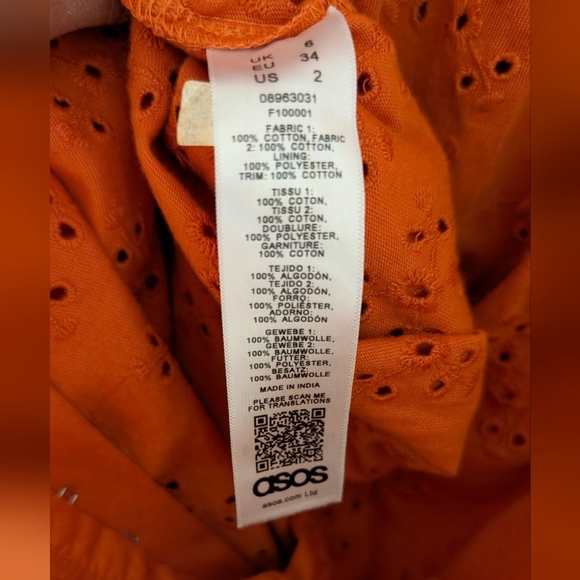 UK 6
EU 34
US 2
08963031
F100001
FABRIC 1:
100% COTTON, FABRIC
2: 100% COTTON,
LINING:
100% POLYESTER,
TRIM: 100% COTTON
TISSU 1:
100% COTON,
TISSU 2:
100% COTON,
DOUBLURE:
100% POLYESTER,
GARNITURE:
100% COTON
TEJIDO 1:
100% ALGODÓN,
TEJIDO 2:
100% ALGODÓN,
FORRO:
100% POLIÉSTER,
ADORNO:
100% ALGODÓN
GEWEBE 1:
100% BAUMWOLLE,
GEWEBE 2:
100% BAUMWOLLE,
FUTTER:
100% POLYESTER,
BESATZ:
100% BAUMWOLLE
MADE IN INDIA
PLEASE SCAN ME
FOR TRANSLATIONS
asos
asos.com Ltd